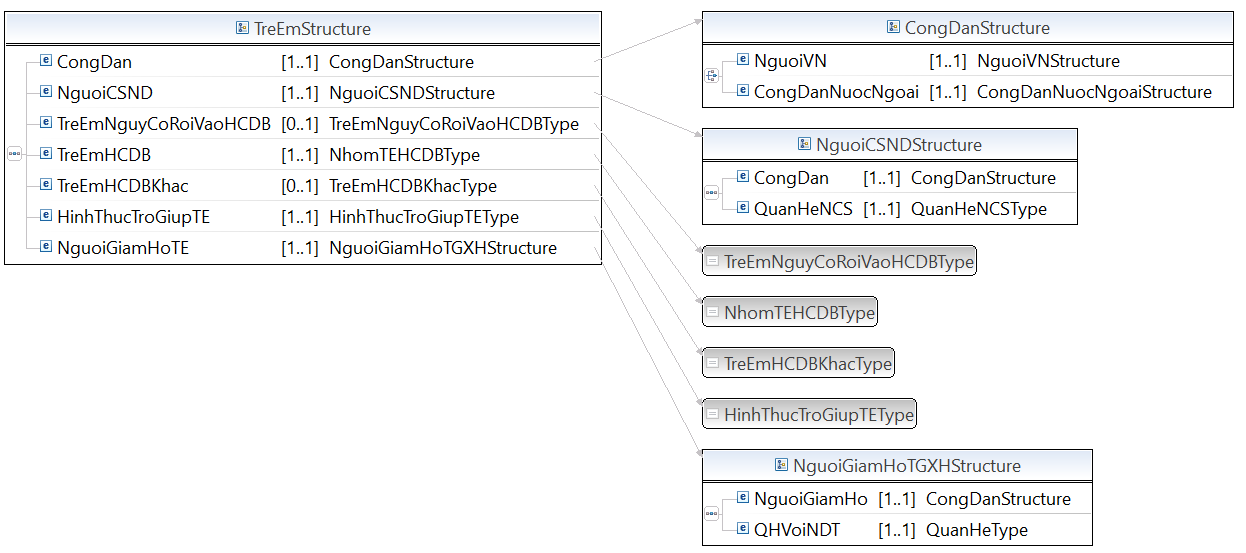 TreEmStructure
CongDan [1..1] CongDanStructure
NguoiCSND [1..1] NguoiCSNDStructure
TreEmNguyCoRoiVaoHCDB [0..1] TreEmNguyCoRoiVaoHCDBType
TreEmHCDB [1..1] NhomTEHCDBType
TreEmHCDBKhac [0..1] TreEmHCDBKhacType
HinhThucTroGiupTE [1..1] HinhThucTroGiupTEType
NguoiGiamHoTE [1..1] NguoiGiamHoTGXHStructure
CongDanStructure
NguoiVN [1..1] NguoiVNStructure
CongDanNuocNgoai [1..1] CongDanNuocNgoaiStructure
NguoiCSNDStructure
CongDan [1..1] CongDanStructure
QuanHeNCS [1..1] QuanHeNCSType
TreEmNguyCoRoiVaoHCDBType
NhomTEHCDBType
TreEmHCDBKhacType
HinhThucTroGiupTEType
NguoiGiamHoTGXHStructure
NguoiGiamHo [1..1] CongDanStructure
QHVoiNDT [1..1] QuanHeType